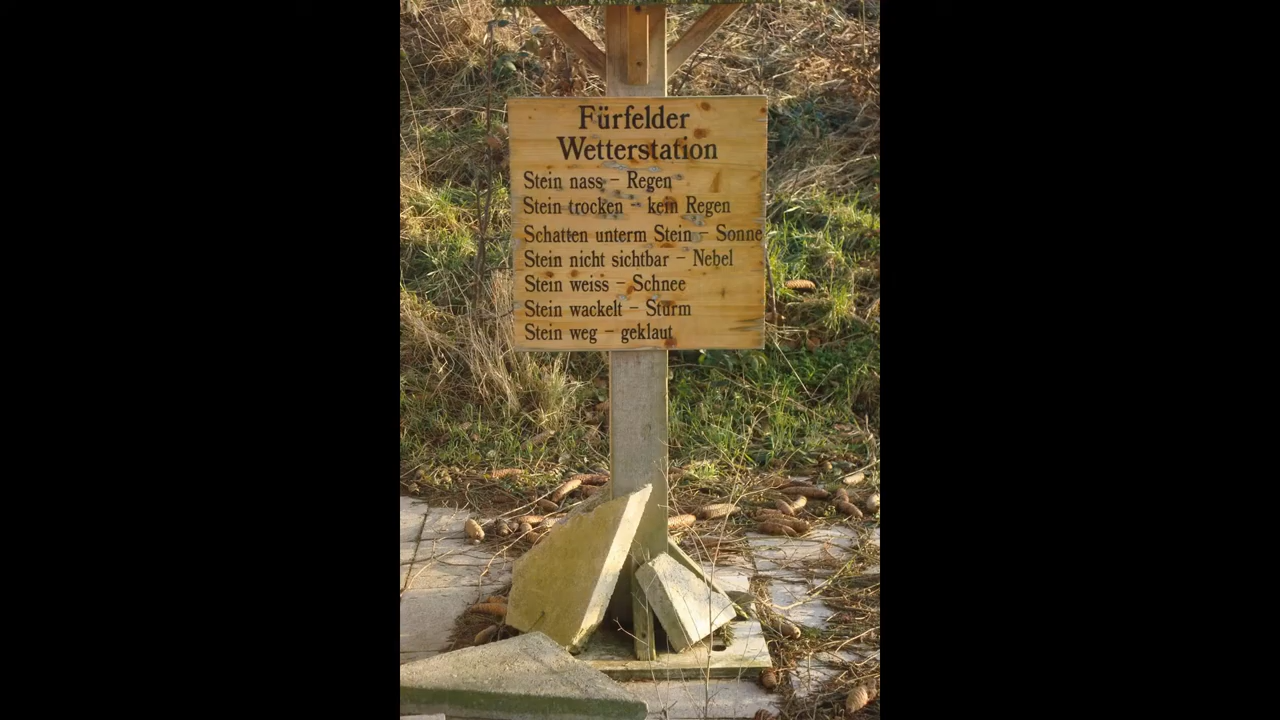 Fürfelder
Wetterstation
Stein nass – Regen
Stein trocken – kein Regen
Schatten unterm Stein – Sonne
Stein nicht sichtbar – Nebel
Stein weiss – Schnee
Stein wackelt – Sturm
Stein weg – geklaut